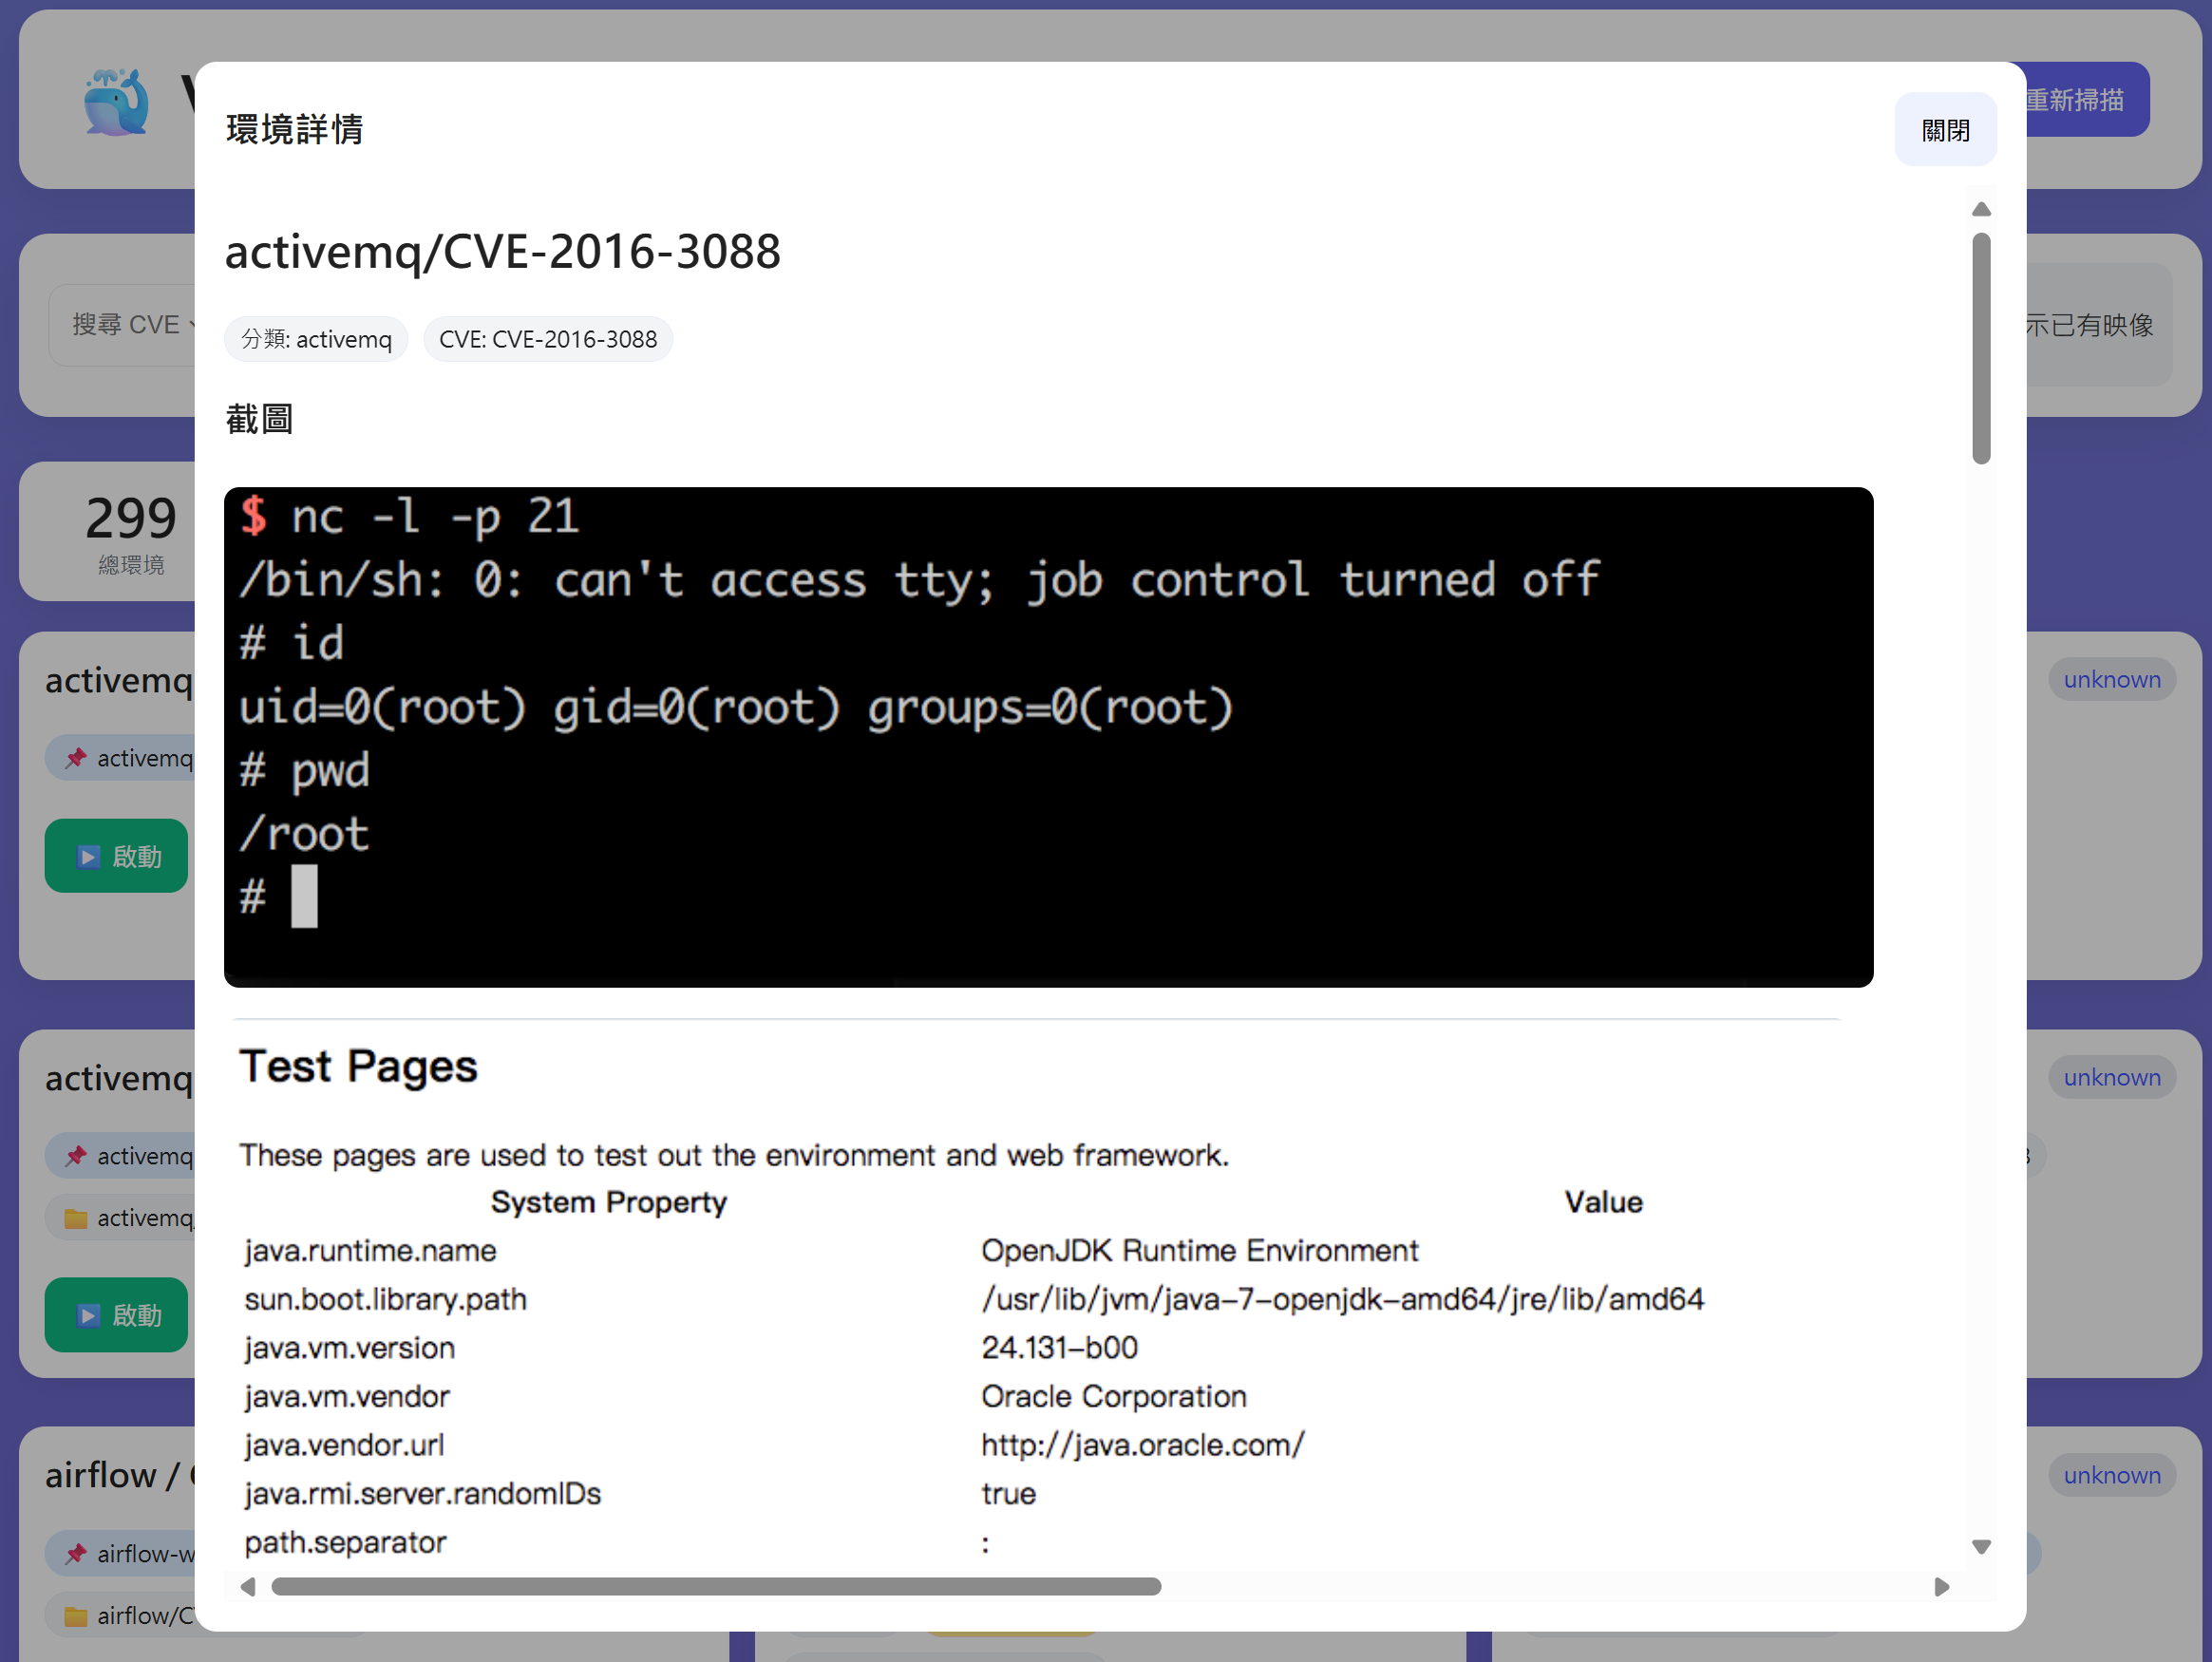 重新掃描
環境詳情
關閉
activemq/CVE-2016-3088
搜尋 CVE
示已有映像
分類: activemq
CVE: CVE-2016-3088
截圖
299
總環境
$ nc -l -p 21
/bin/sh: 0: can't access tty; job control turned off
# id
uid=0(root) gid=0(root) groups=0(root)
# pwd
/root
#
activemq
unknown
activemq
啟動
Test Pages
These pages are used to test out the environment and web framework.
System Property Value
java.runtime.name OpenJDK Runtime Environment
sun.boot.library.path /usr/lib/jvm/java-7-openjdk-amd64/jre/lib/amd64
java.vm.version 24.131-b00
java.vm.vendor Oracle Corporation
java.vendor.url http://java.oracle.com/
java.rmi.server.randomIDs true
path.separator :
activemq
unknown
activemq
activemq/
啟動
airflow /
unknown
airflow-w
airflow/C